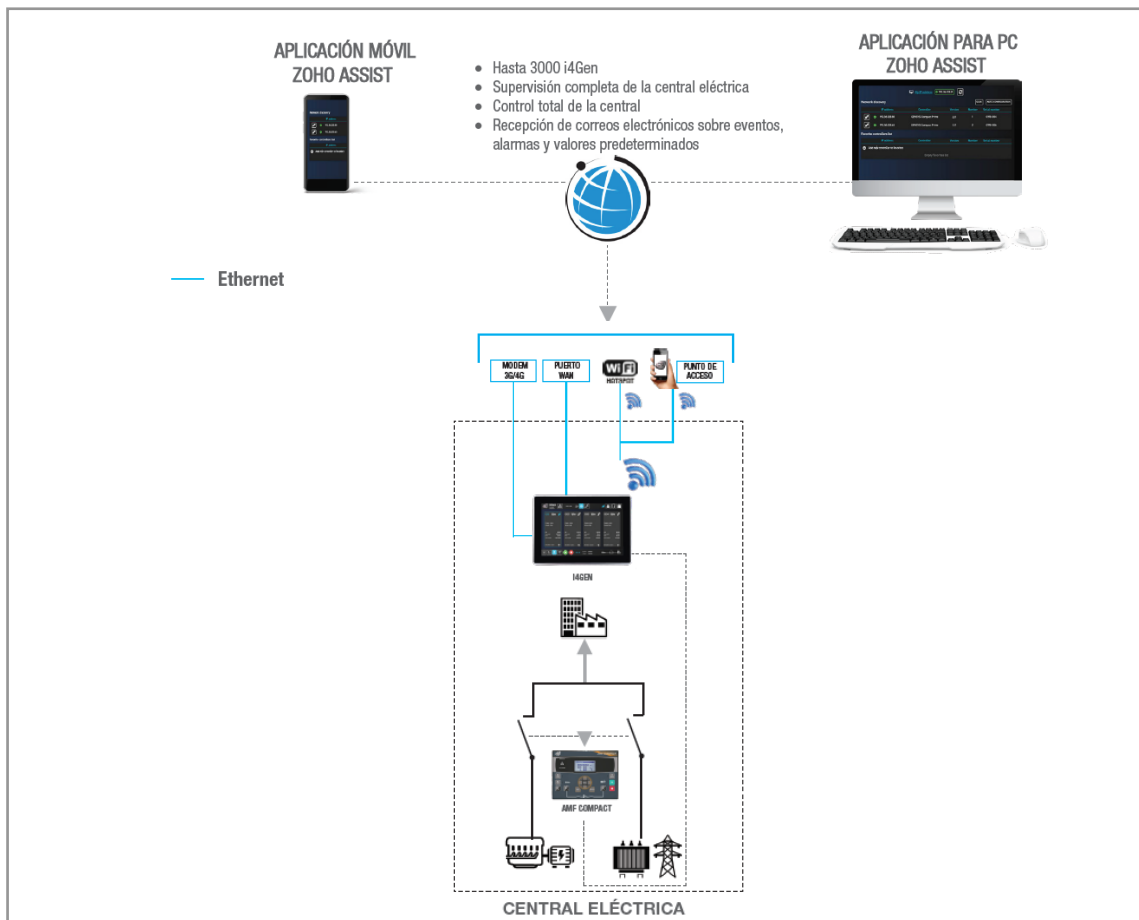 APLICACIÓN MÓVIL
ZOHO ASSIST
• Hasta 3000 i4Gen
• Supervisión completa de la central eléctrica
• Control total de la central
• Recepción de correos electrónicos sobre eventos,
alarmas y valores predeterminados
APLICACIÓN PARA PC
ZOHO ASSIST
Ethernet
MODEM
3G/4G
PUERTO
WAN
WiFi
HOTSPOT
PUNTO DE
ACCESO
I4GEN
AMF COMPACT
CENTRAL ELÉCTRICA